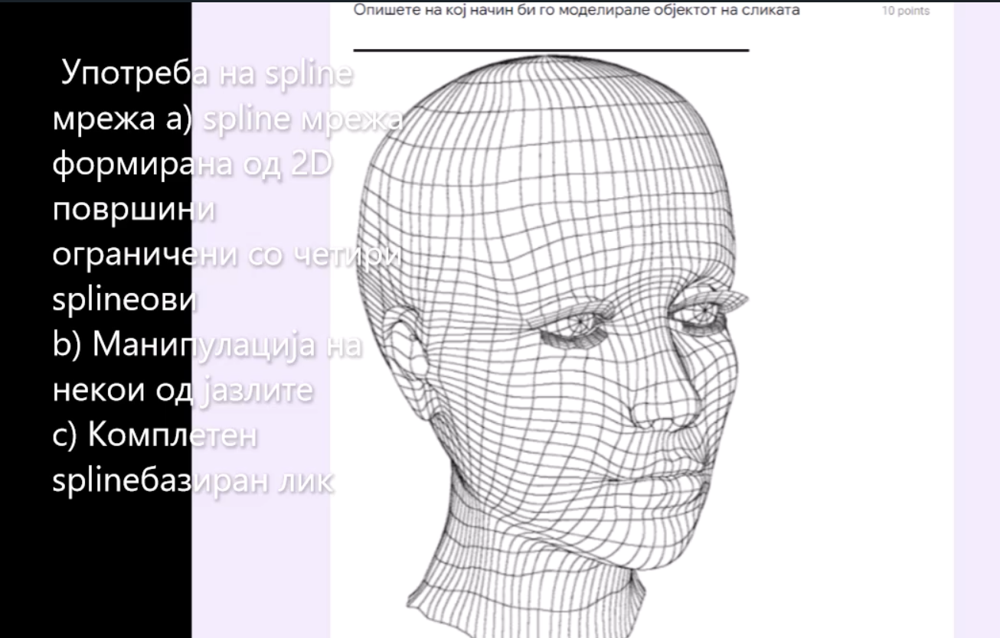 Опишете на кој начин би го моделирале објектот на сликата
10 points
Употреба на spline
мрежа a) spline мрежа
формирана од 2D
површини
ограничени со четири
splineови
b) Манипулација на
некои од јазлите
c) Комплетен
splineбазиран лик